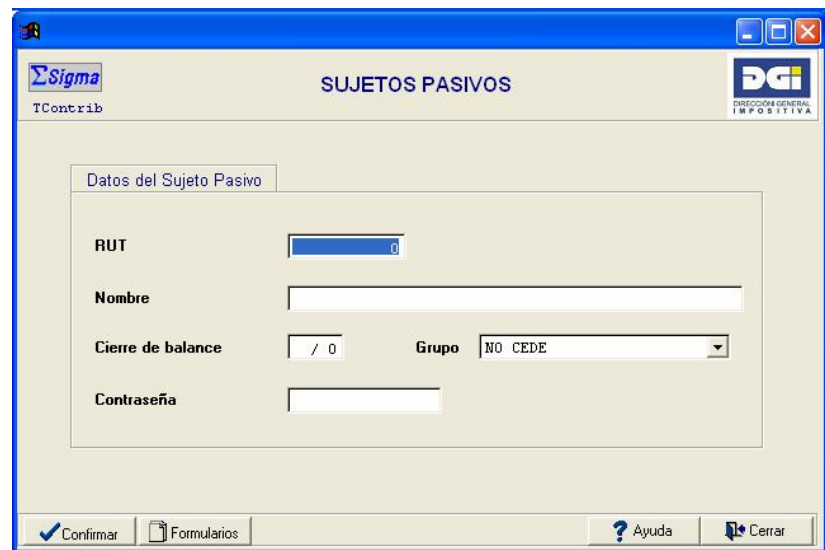 ΣSigma
TContrib
SUJETOS PASIVOS
DGi
DIRECCIÓN GENERAL
IMPOSITIVA
Datos del Sujeto Pasivo
RUT 0
Nombre
Cierre de balance / 0 Grupo NO CEDE
Contraseña
Confirmar Formularios ? Ayuda Cerrar